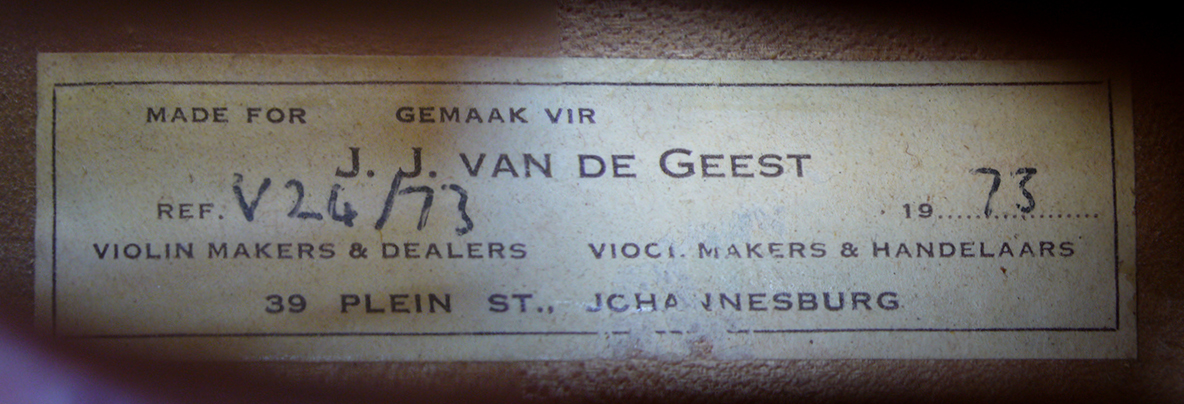 MADE FOR GEMAAK VIR
J. J. VAN DE GEEST
REF. V24/73 1973
VIOLIN MAKERS & DEALERS VIOOL MAKERS & HANDELAARS
39 PLEIN ST., JOHANNESBURG